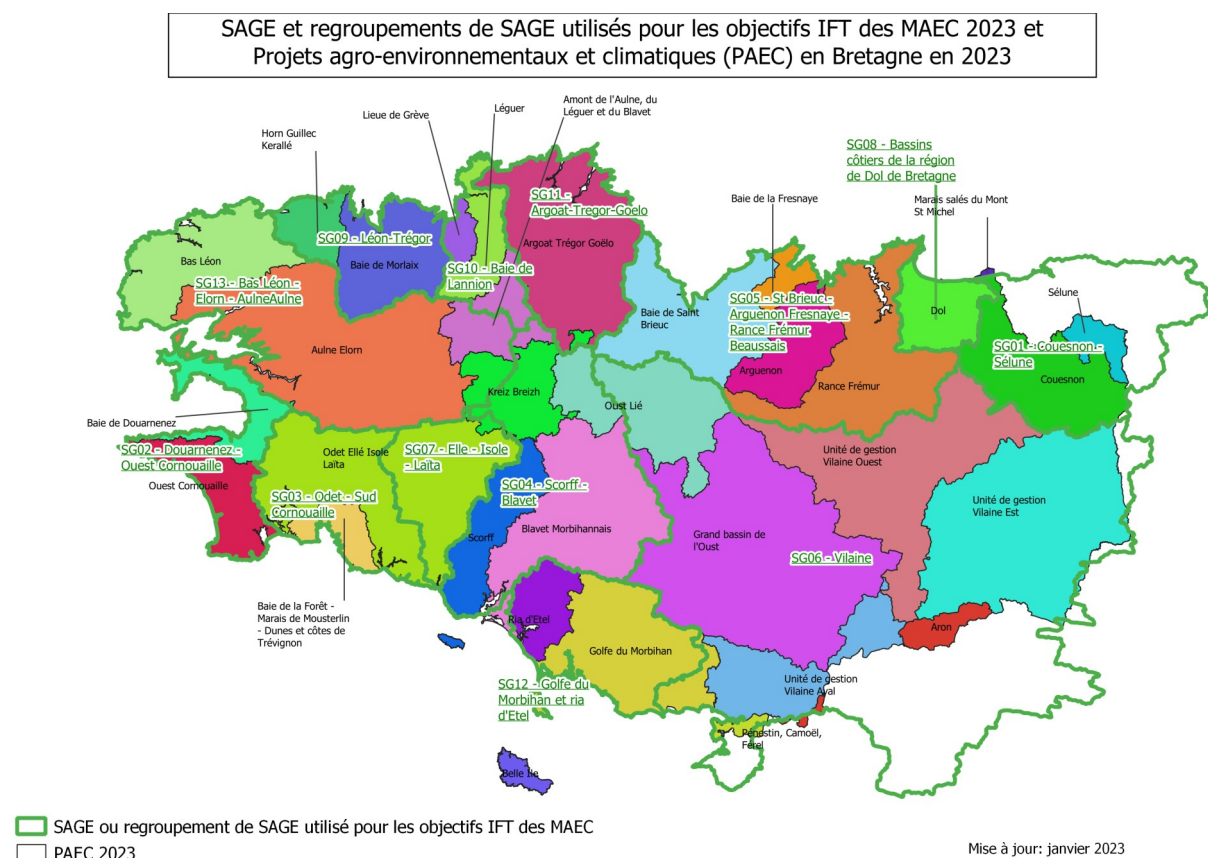 SAGE et regroupements de SAGE utilisés pour les objectifs IFT des MAEC 2023 et
Projets agro-environnementaux et climatiques (PAEC) en Bretagne en 2023
Amont de l'Aulne, du
Léguer et du Blavet
Léguer
Lieue de Grève
Horn Guillec
Kerallé
SG08 - Bassins
côtiers de la région
de Dol de Bretagne
Baie de la Fresnaye
Marais salés du Mont
St Michel
SG11 -
Argoat-Tregor-Goelo
Argoat Trégor Goëlo
SG09 - Léon-Trégor
Baie de Morlaix
Bas Léon
SG10 - Baie de
Lannion
SG13 - Bas Léon -
Elorn - AulneAulne
Sélune
SG05 - St Brieuc -
Arguenon Fresnaye -
Rance Frémur
Beaussais
Baie de Saint
Brieuc
Dol
SG01 - Couesnon -
Sélune
Aulne Elorn
Arguenon
Rance Frémur
Couesnon
Kreiz Breizh
Oust Lié
Baie de Douarnenez
SG02 - Douarnenez -
Ouest Cornouaille
Ouest Cornouaille
Odet Ellé Isole
Laïta
SG07 - Elle - Isole
- Laïta
Unité de gestion
Vilaine Ouest
SG03 - Odet - Sud
Cornouaille
SG04 - Scorff -
Blavet
Unité de gestion
Vilaine Est
Scorff
Blavet Morbihannais
Grand bassin de
l'Oust
SG06 - Vilaine
Baie de la Forêt -
Marais de Mousterlin
- Dunes et côtes de
Trévignon
Ria d'Etel
Aron
Golfe du Morbihan
SG12 - Golfe du
Morbihan et ria
d'Etel
Unité de gestion
Vilaine Aval
Pénestin, Camoël,
Férel
Belle Ile
SAGE ou regroupement de SAGE utilisé pour les objectifs IFT des MAEC
PAEC 2023
Mise à jour: janvier 2023